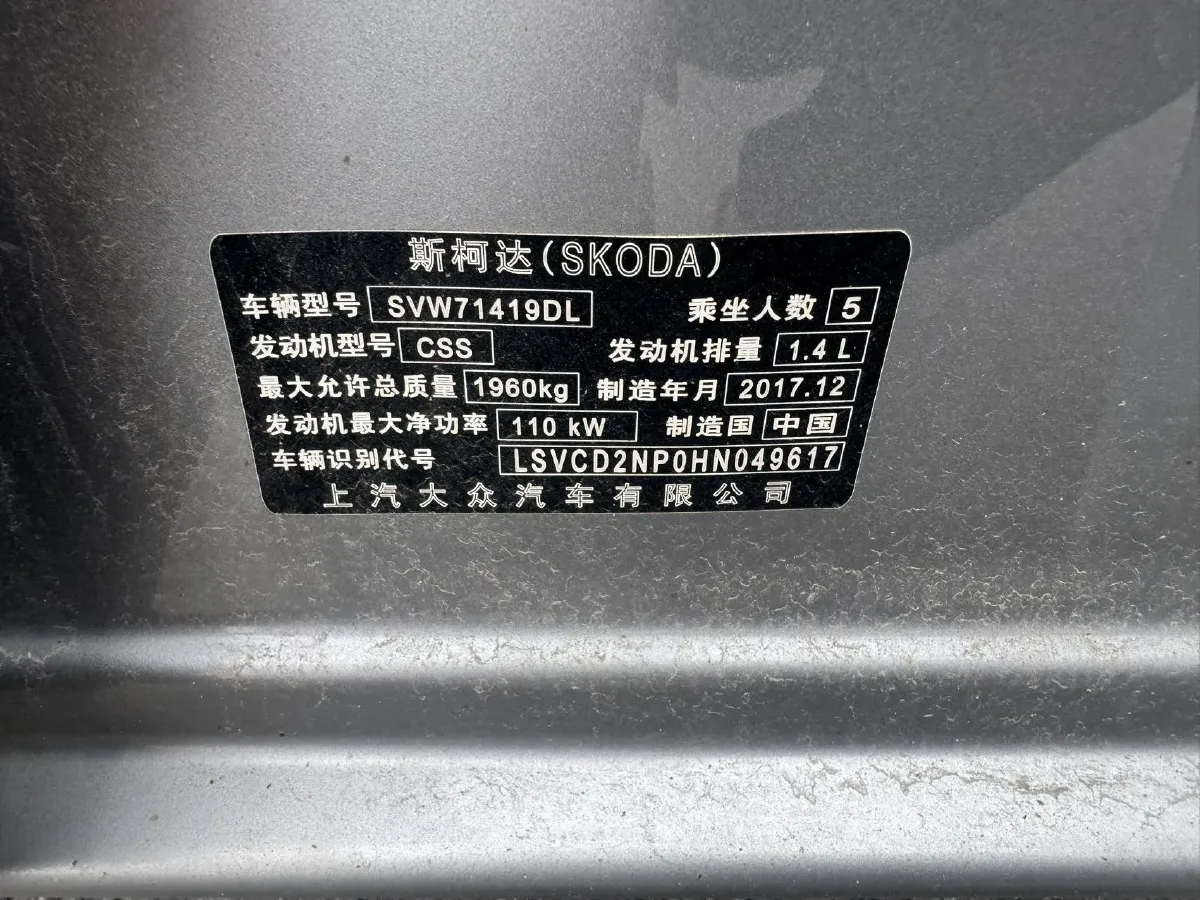 斯柯达(SKODA)
车辆型号 SVW71419DL 乘坐人数 5
发动机型号 CSS 发动机排量 1.4 L
最大允许总质量 1960kg 制造年月 2017.12
发动机最大净功率 110 kW 制造国 中国
车辆识别代号 LSVCD2NP0HN049617
上汽大众汽车有限公司